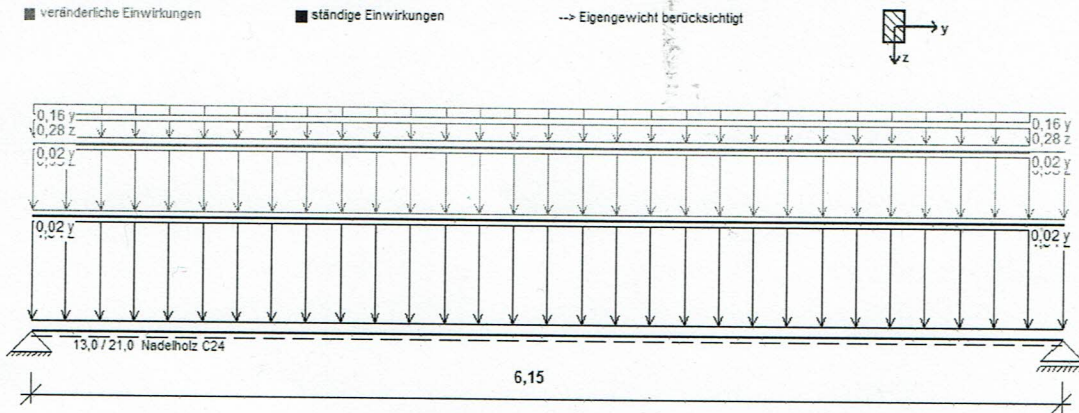 veränderliche Einwirkungen ständige Einwirkungen --> Eigengewicht berücksichtigt
y
z
0,16 y 0,16 y
0,28 z 0,28 z
0,02 y 0,02 y
0,02 y 0,02 y
13,0 / 21,0 Nadelholz C24
6,15